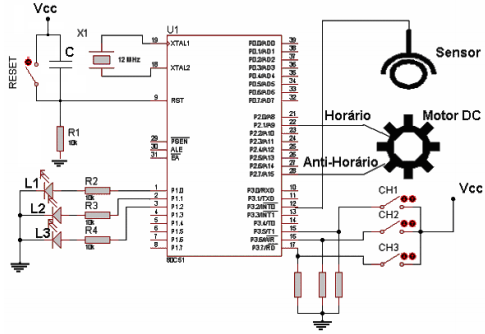 Vcc
U1
X1
RESET
C
12 MHz
R1
10k
19
XTAL1
18
XTAL2
9
RST
29
PSEN
30
ALE
31
EA
L1
R2
10k
L2
R3
10k
L3
R4
10k
1
P1.0
2
P1.1
3
P1.2
4
P1.3
5
P1.4
6
P1.5
7
P1.6
8
P1.7
80C51
P0.0/AD0
39
P0.1/AD1
38
P0.2/AD2
37
P0.3/AD3
36
P0.4/AD4
35
P0.5/AD5
34
P0.6/AD6
33
P0.7/AD7
32
P2.0/A8
21
P2.1/A9
22
P2.2/A10
23
P2.3/A11
24
P2.4/A12
25
P2.5/A13
26
P2.6/A14
27
P2.7/A15
28
P3.0/RXD
10
P3.1/TXD
11
P3.2/INT0
12
P3.3/INT1
13
P3.4/T0
14
P3.5/T1
15
P3.6/WR
16
P3.7/RD
17
Sensor
Horário
Motor DC
Anti-Horário
CH1
CH2
CH3
Vcc